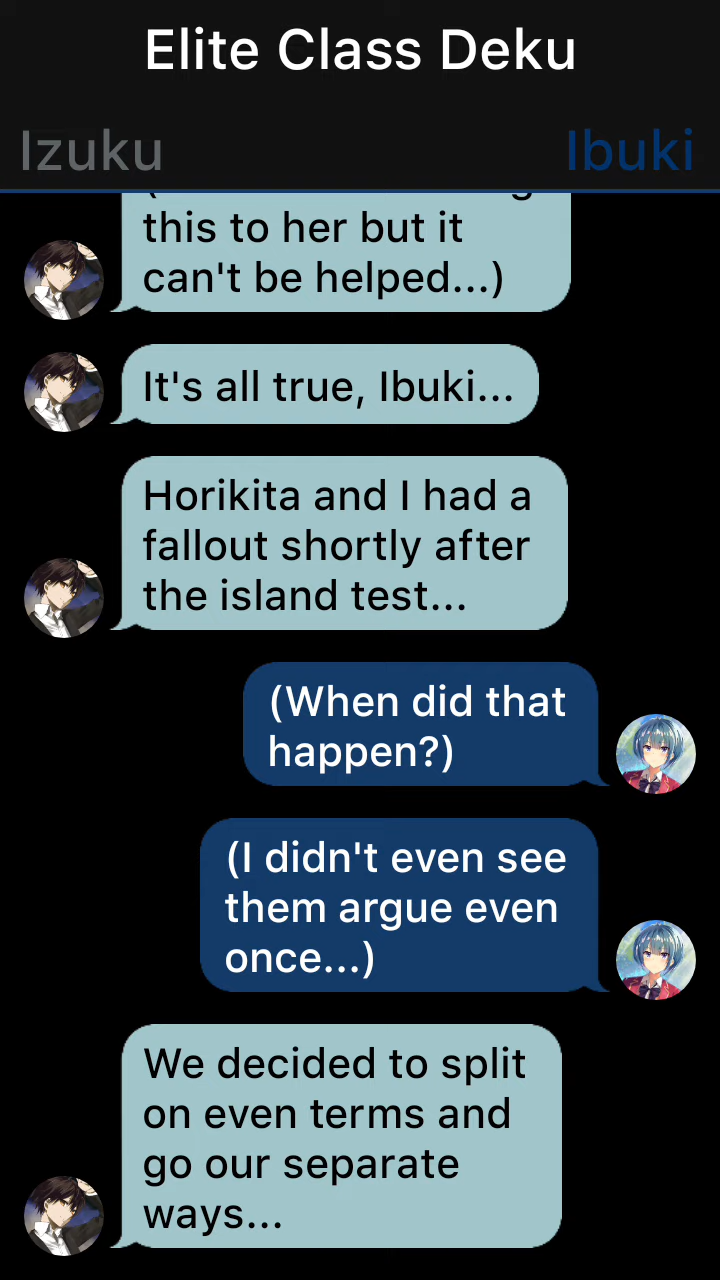 Elite Class Deku
Izuku
Ibuki
this to her but it
can't be helped...)
It's all true, Ibuki...
Horikita and I had a
fallout shortly after
the island test...
(When did that
happen?)
(I didn't even see
them argue even
once...)
We decided to split
on even terms and
go our separate
ways...